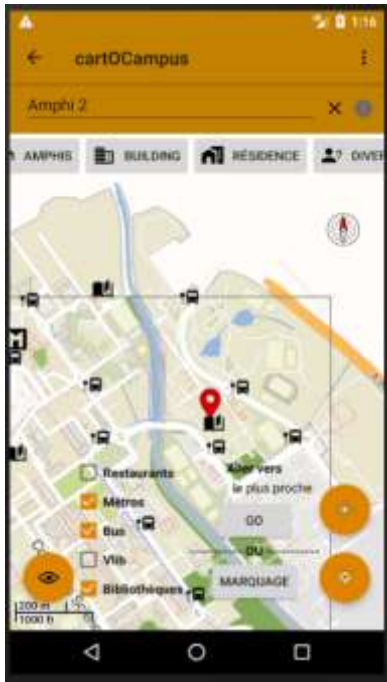 1:16
cartOCampus
Amphi 2
AMPHIS BUILDING RÉSIDENCE DIVER
Restaurants
Métros
Bus
Vlib
Bibliothèques
Aller vers
le plus proche
GO
OU
MARQUAGE
200 m
1000 ft